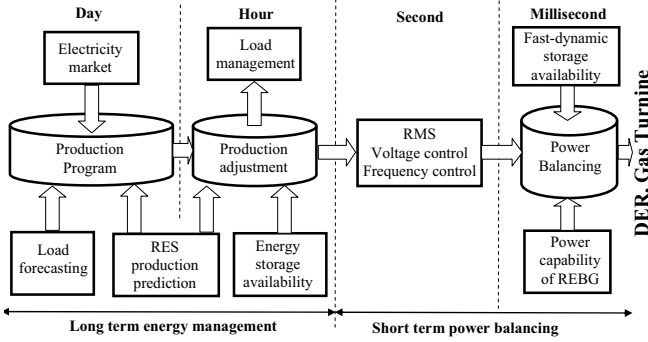 Day
Hour
Second
Millisecond
Electricity
market
Load
management
Fast-dynamic
storage
availability
Production
Program
Production
adjustment
RMS
Voltage control
Frequency control
Power
Balancing
DER, Gas Turnine
Load
forecasting
RES
production
prediction
Energy
storage
availability
Power
capability
of REBG
Long term energy management
Short term power balancing